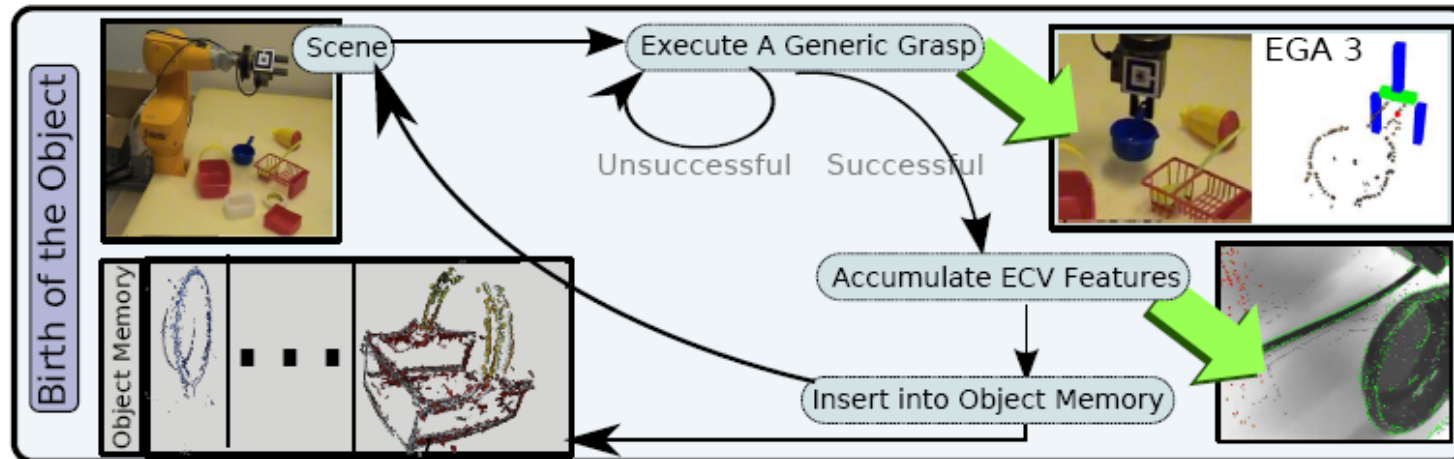 Birth of the Object
Scene
Execute A Generic Grasp
EGA 3
Unsuccessful
Successful
Accumulate ECV Features
Object Memory
Insert into Object Memory